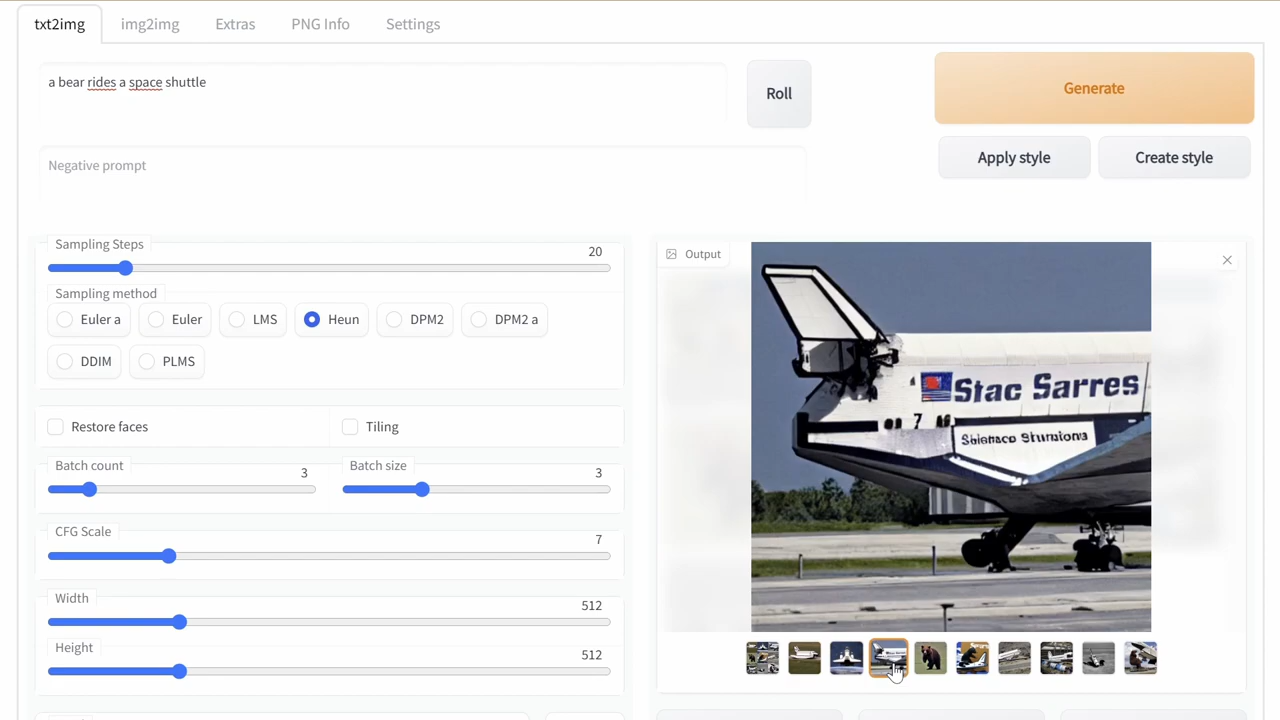 txt2img img2img Extras PNG Info Settings
a bear rides a space shuttle
Roll
Generate
Negative prompt
Apply style
Create style
Sampling Steps
20
Output
Sampling method
Euler a Euler LMS Heun DPM2 DPM2 a
DDIM PLMS
Restore faces
Tiling
Batch count
3
Batch size
3
CFG Scale
7
Width
512
Height
512
Stac Sarres
7